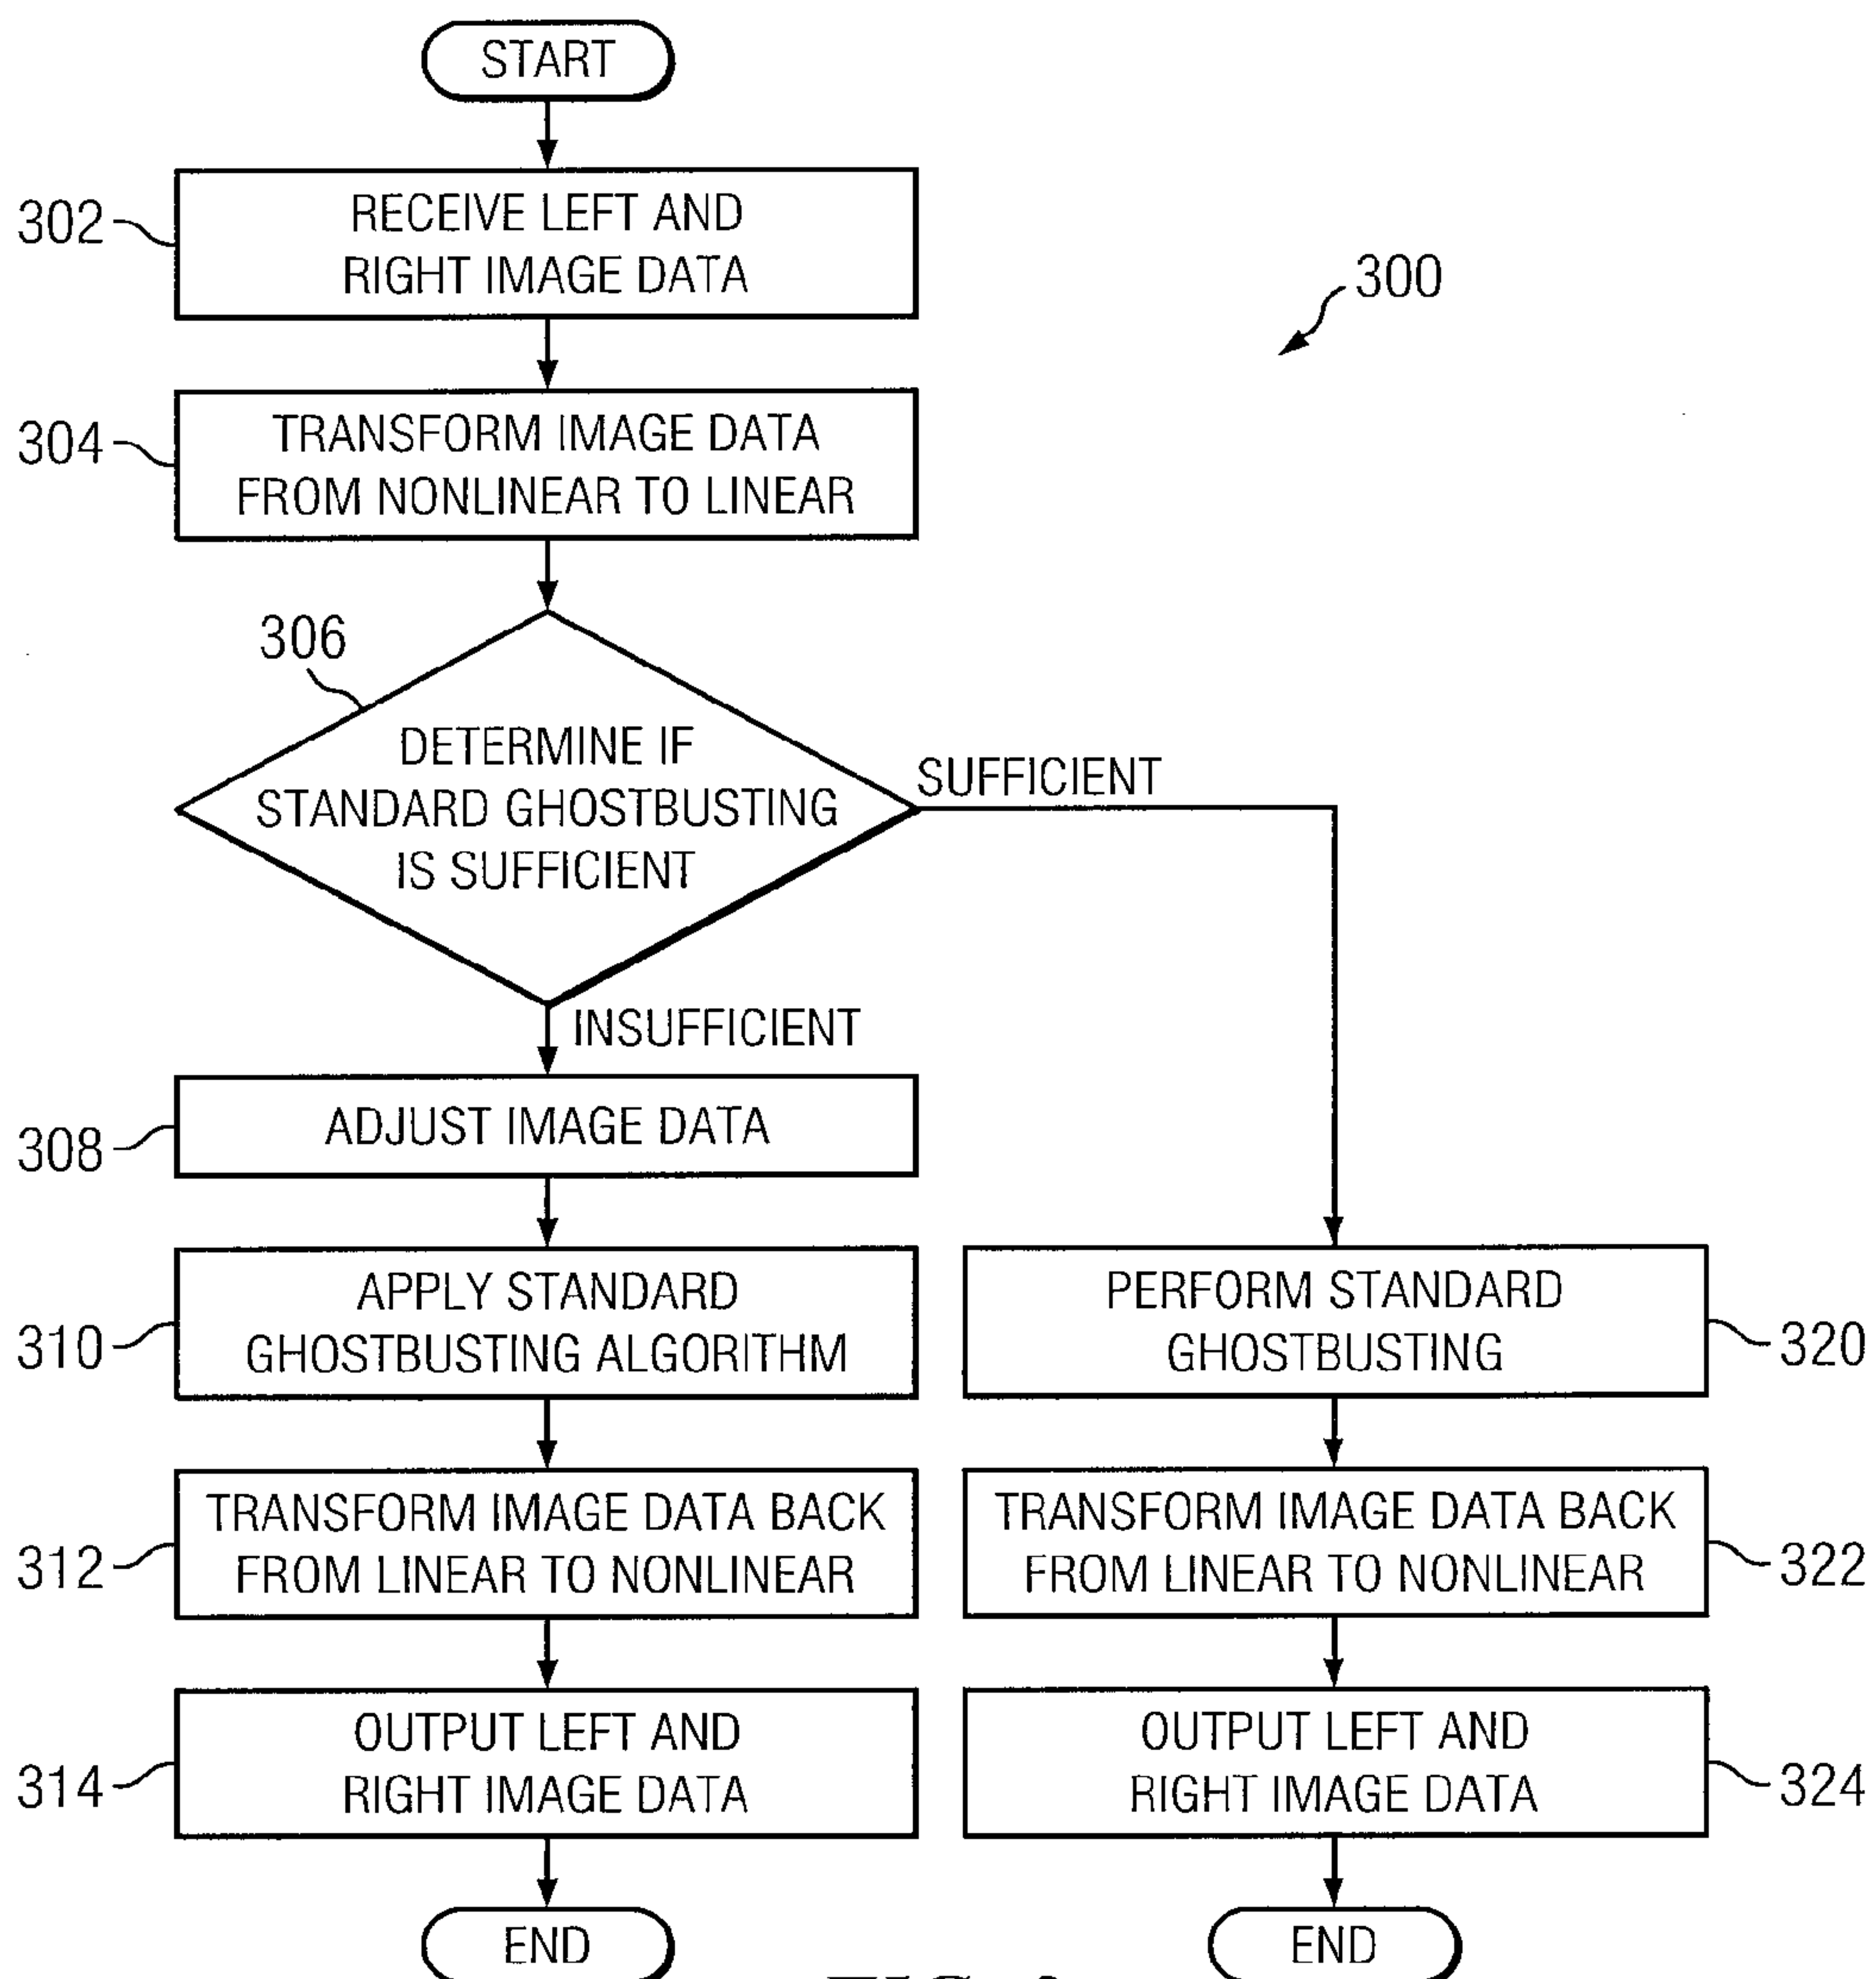 START
302
RECEIVE LEFT AND
RIGHT IMAGE DATA
300
304
TRANSFORM IMAGE DATA
FROM NONLINEAR TO LINEAR
306
DETERMINE IF
STANDARD GHOSTBUSTING
IS SUFFICIENT
SUFFICIENT
INSUFFICIENT
308
ADJUST IMAGE DATA
310
APPLY STANDARD
GHOSTBUSTING ALGORITHM
PERFORM STANDARD
GHOSTBUSTING
320
312
TRANSFORM IMAGE DATA BACK
FROM LINEAR TO NONLINEAR
TRANSFORM IMAGE DATA BACK
FROM LINEAR TO NONLINEAR
322
314
OUTPUT LEFT AND
RIGHT IMAGE DATA
OUTPUT LEFT AND
RIGHT IMAGE DATA
324
END
END